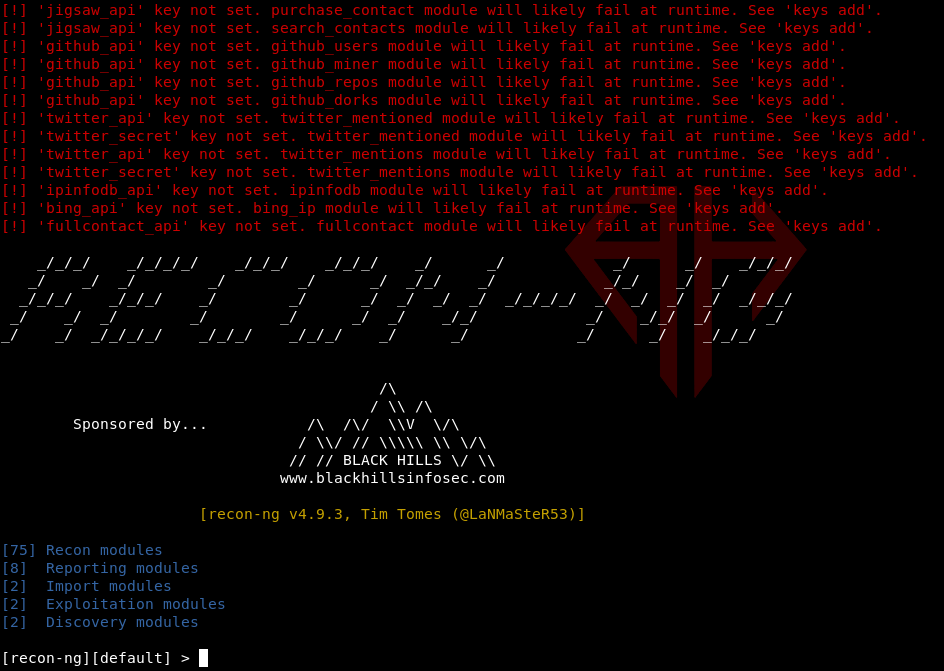 [!] 'jigsaw_api' key not set. purchase_contact module will likely fail at runtime. See 'keys add'.
[!] 'jigsaw_api' key not set. search_contacts module will likely fail at runtime. See 'keys add'.
[!] 'github_api' key not set. github_users module will likely fail at runtime. See 'keys add'.
[!] 'github_api' key not set. github_miner module will likely fail at runtime. See 'keys add'.
[!] 'github_api' key not set. github_repos module will likely fail at runtime. See 'keys add'.
[!] 'github_api' key not set. github_dorks module will likely fail at runtime. See 'keys add'.
[!] 'twitter_api' key not set. twitter_mentioned module will likely fail at runtime. See 'keys add'.
[!] 'twitter_secret' key not set. twitter_mentioned module will likely fail at runtime. See 'keys add'.
[!] 'twitter_api' key not set. twitter_mentions module will likely fail at runtime. See 'keys add'.
[!] 'twitter_secret' key not set. twitter_mentions module will likely fail at runtime. See 'keys add'.
[!] 'ipinfodb_api' key not set. ipinfodb module will likely fail at runtime. See 'keys add'.
[!] 'bing_api' key not set. bing_ip module will likely fail at runtime. See 'keys add'.
[!] 'fullcontact_api' key not set. fullcontact module will likely fail at runtime. See 'keys add'.
RECON-NG
Sponsored by...
BLACK HILLS
www.blackhillsinfosec.com
[recon-ng v4.9.3, Tim Tomes (@LaNMaSteR53)]
[75] Recon modules
[8]  Reporting modules
[2]  Import modules
[2]  Exploitation modules
[2]  Discovery modules
[recon-ng][default] >